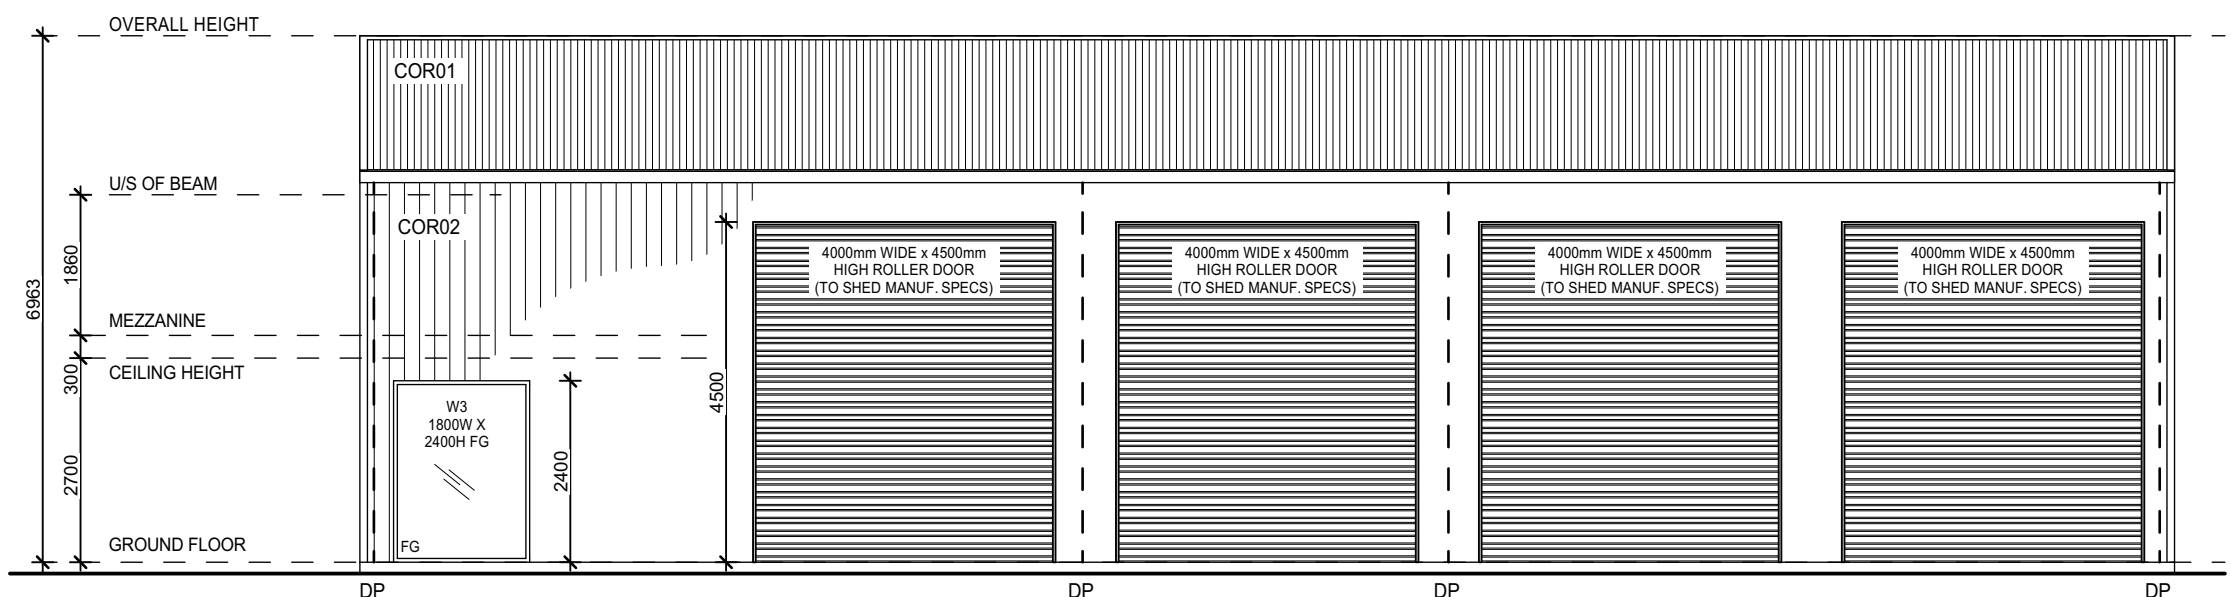 OVERALL HEIGHT
COR01
U/S OF BEAM
COR02
6963
1860
MEZZANINE
300
CEILING HEIGHT
2700
GROUND FLOOR
W3
1800W X
2400H FG
FG
2400
4500
4000mm WIDE x 4500mm
HIGH ROLLER DOOR
(TO SHED MANUF. SPECS)
4000mm WIDE x 4500mm
HIGH ROLLER DOOR
(TO SHED MANUF. SPECS)
4000mm WIDE x 4500mm
HIGH ROLLER DOOR
(TO SHED MANUF. SPECS)
4000mm WIDE x 4500mm
HIGH ROLLER DOOR
(TO SHED MANUF. SPECS)
DP
DP
DP
DP